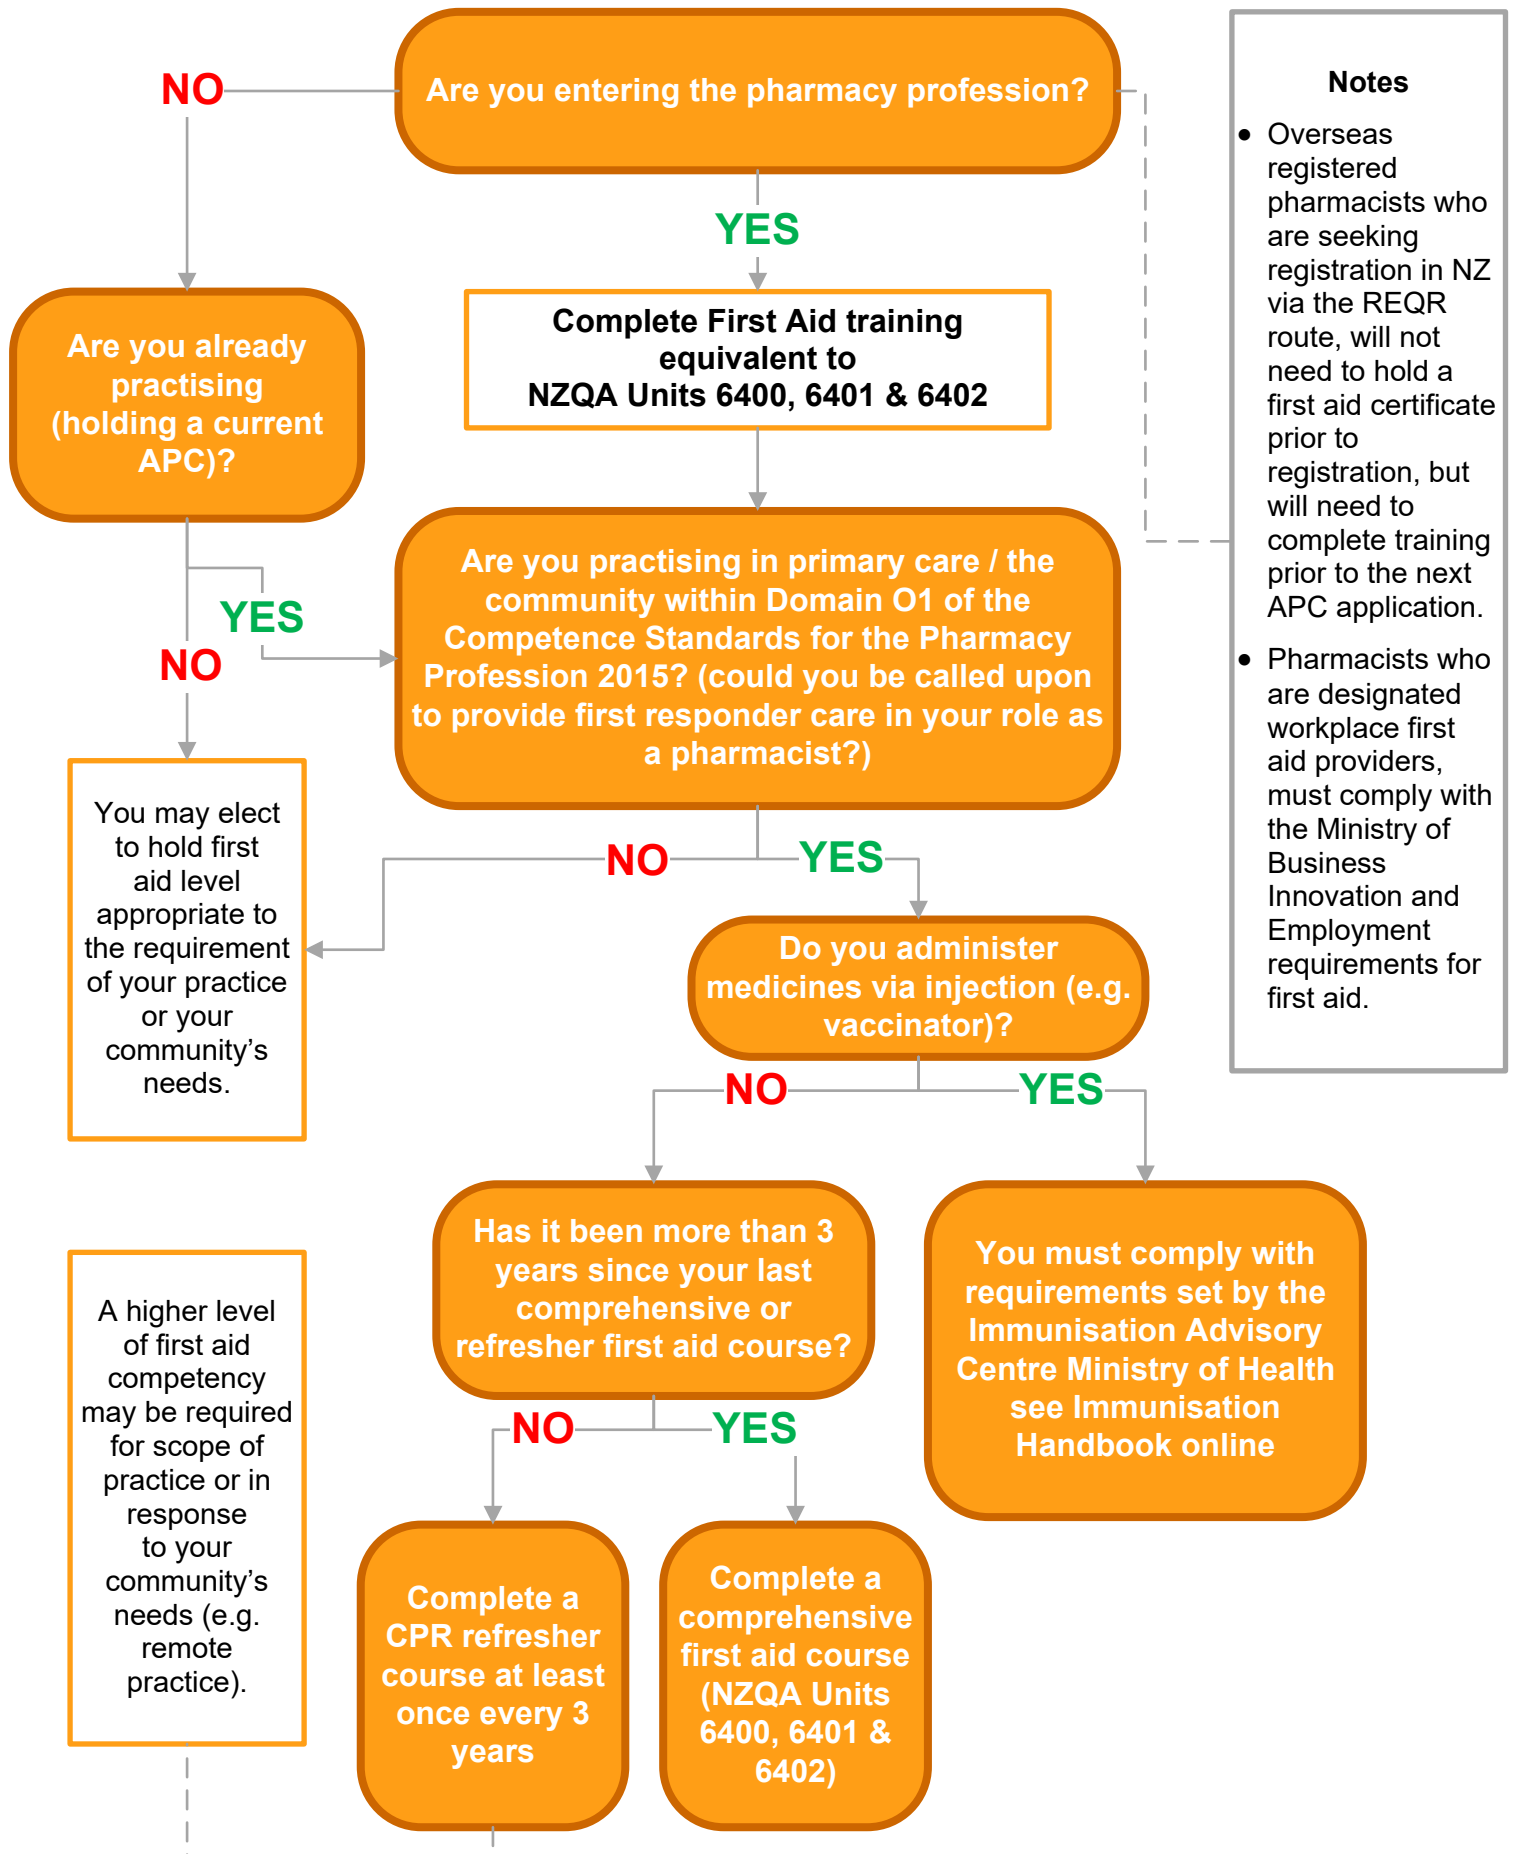 Are you entering the pharmacy profession?
NO
YES
Complete First Aid training
equivalent to
NZQA Units 6400, 6401 & 6402
Are you already
practising
(holding a current
APC)?
YES
NO
Are you practising in primary care / the
community within Domain O1 of the
Competence Standards for the Pharmacy
Profession 2015? (could you be called upon
to provide first responder care in your role as
a pharmacist?)
You may elect
to hold first
aid level
appropriate to
the requirement
of your practice
or your
community’s
needs.
NO
YES
Do you administer
medicines via injection (e.g.
vaccinator)?
NO
YES
Has it been more than 3
years since your last
comprehensive or
refresher first aid course?
You must comply with
requirements set by the
Immunisation Advisory
Centre Ministry of Health
see Immunisation
Handbook online
NO
YES
Complete a
CPR refresher
course at least
once every 3
years
Complete a
comprehensive
first aid course
(NZQA Units
6400, 6401 &
6402)
A higher level
of first aid
competency
may be required
for scope of
practice or in
response
to your
community’s
needs (e.g.
remote
practice).
Notes
● Overseas
registered
pharmacists who
are seeking
registration in NZ
via the REQR
route, will not
need to hold a
first aid certificate
prior to
registration, but
will need to
complete training
prior to the next
APC application.
● Pharmacists who
are designated
workplace first
aid providers,
must comply with
the Ministry of
Business
Innovation and
Employment
requirements for
first aid.